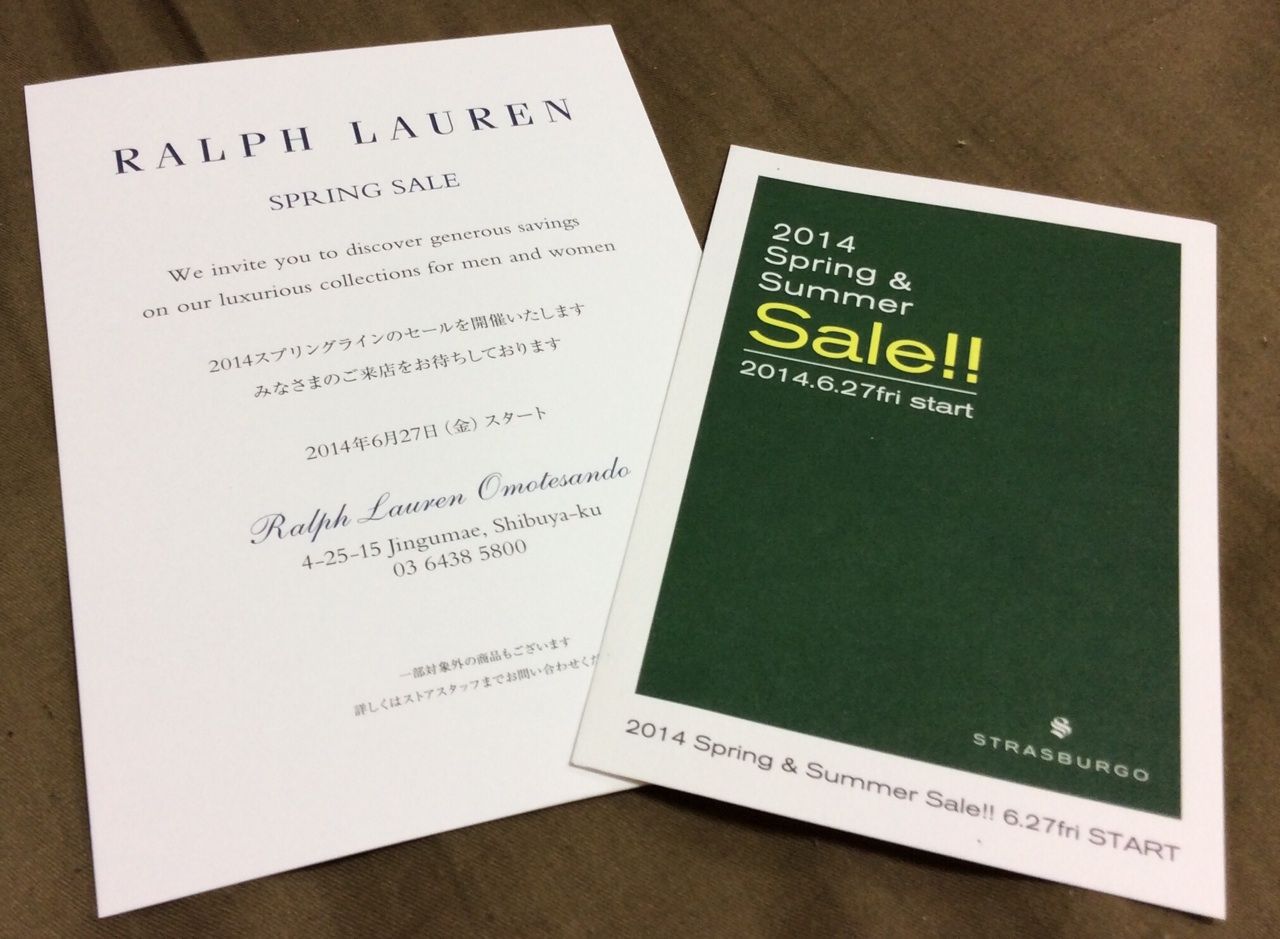 RALPH LAUREN
SPRING SALE
We invite you to discover generous savings
on our luxurious collections for men and women
2014スプリングラインのセールを開催いたします
みなさまのご来店をお待ちしております
2014年6月27日（金）スタート
Ralph Lauren Omotesando
4-25-15 Jingumae, Shibuya-ku
03 6438 5800
一部対象外の商品もございます
詳しくはストアスタッフまでお問い合わせくだ
2014
Spring &
Summer
Sale!!
2014.6.27fri start
S
STRASBURGO
2014 Spring & Summer Sale!! 6.27fri START